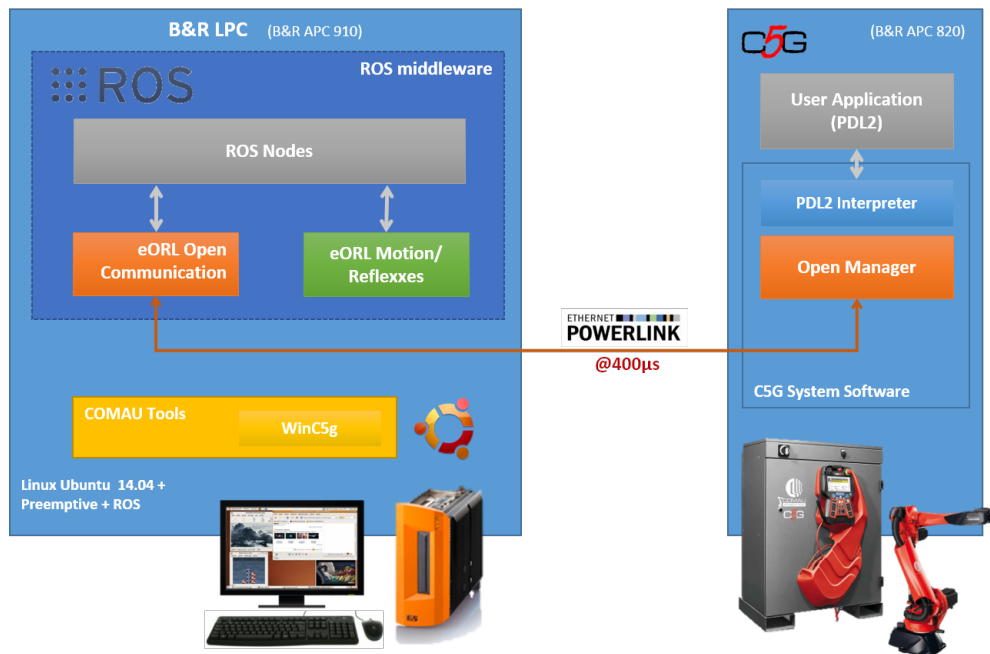 B&R LPC (B&R APC 910)
ROS middleware
ROS
ROS Nodes
eORL Open
Communication
eORL Motion/
Reflexxes
COMAU Tools
WinC5g
Linux Ubuntu 14.04 +
Preemptive + ROS
ETHERNET
POWERLINK
@400µs
C5G
(B&R APC 820)
User Application
(PDL2)
PDL2 Interpreter
Open Manager
C5G System Software
COMAU
C5G